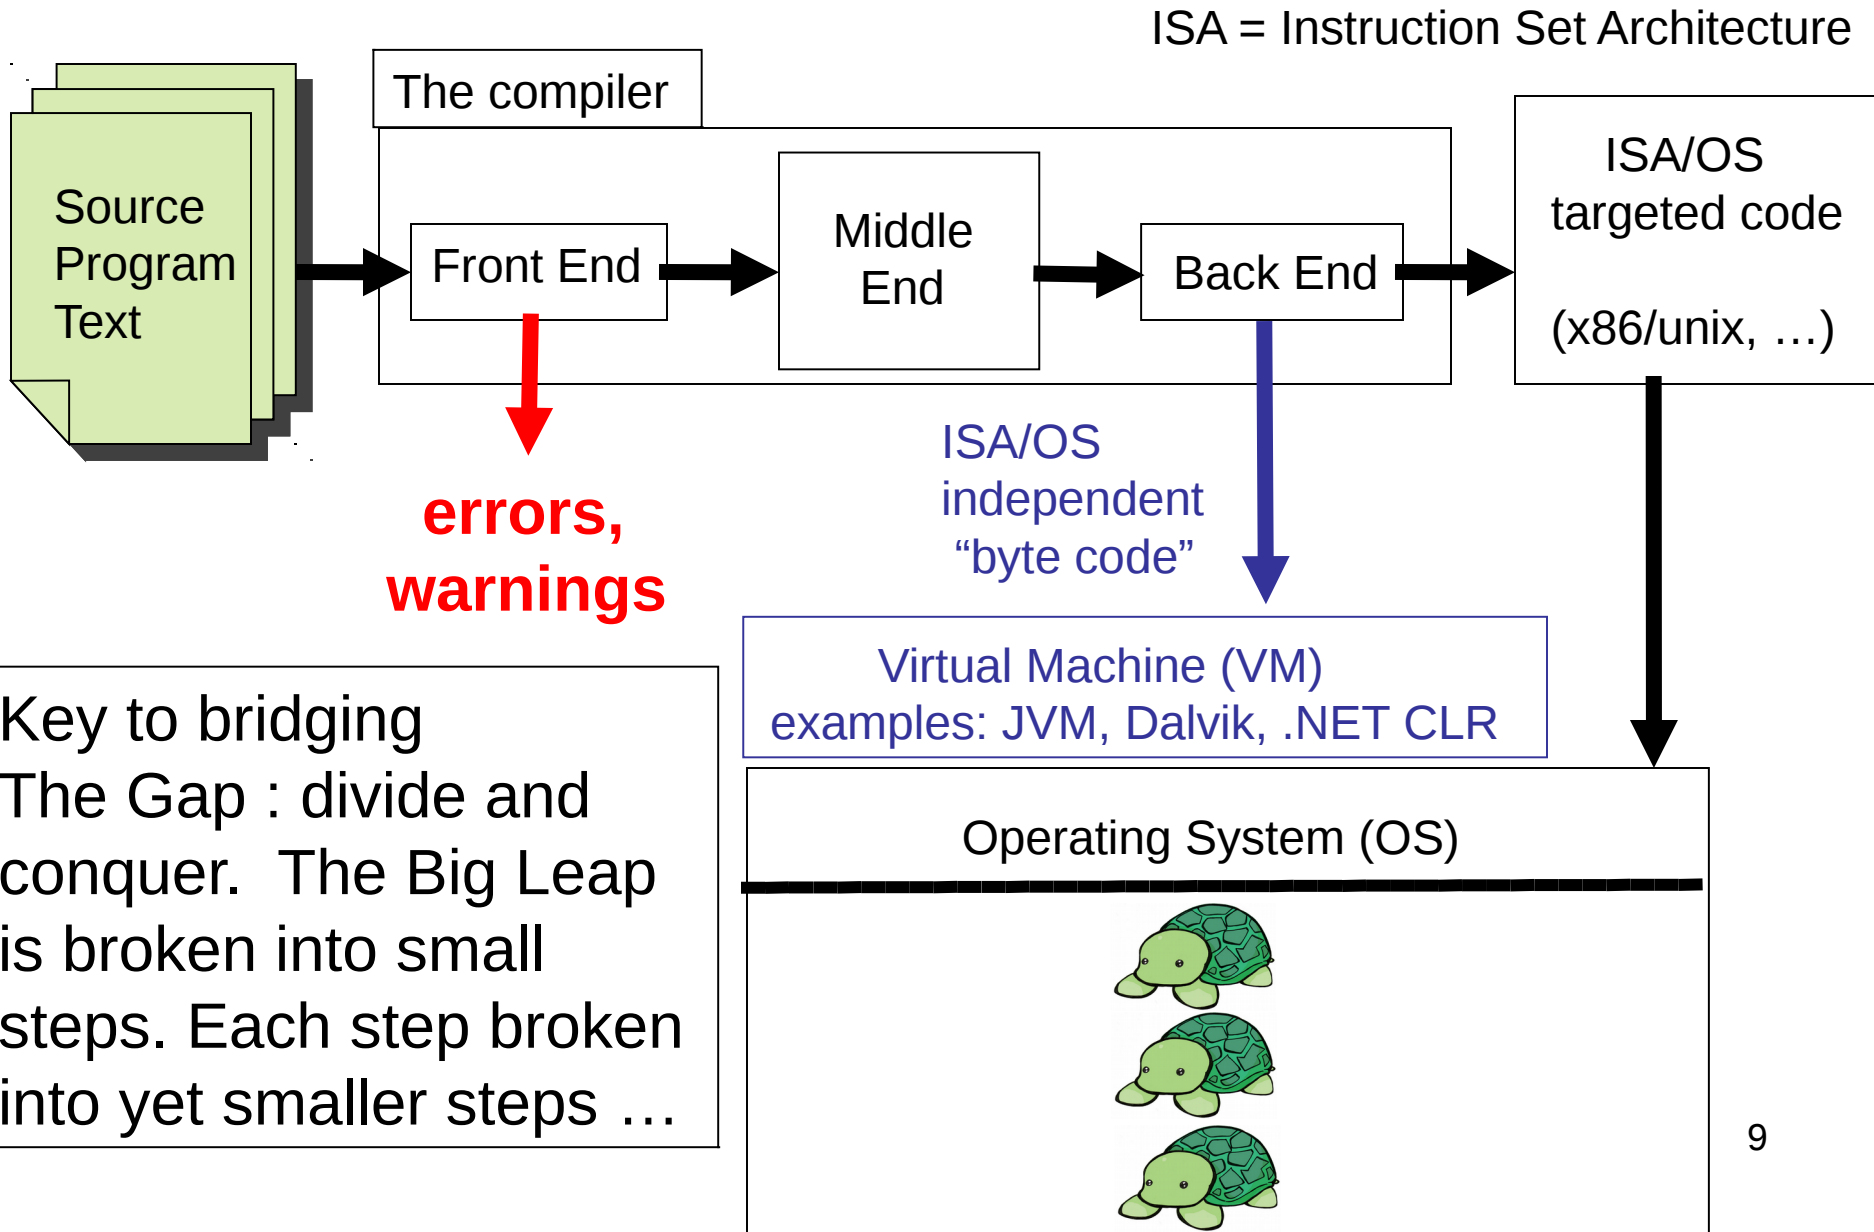 ISA = Instruction Set Architecture
The compiler
Source
Program
Text
Front End
Middle
End
Back End
ISA/OS
targeted code
(x86/unix, …)
errors,
warnings
ISA/OS
independent
“byte code”
Virtual Machine (VM)
examples: JVM, Dalvik, .NET CLR
Key to bridging
The Gap : divide and
conquer.  The Big Leap
is broken into small
steps. Each step broken
into yet smaller steps …
Operating System (OS)
9